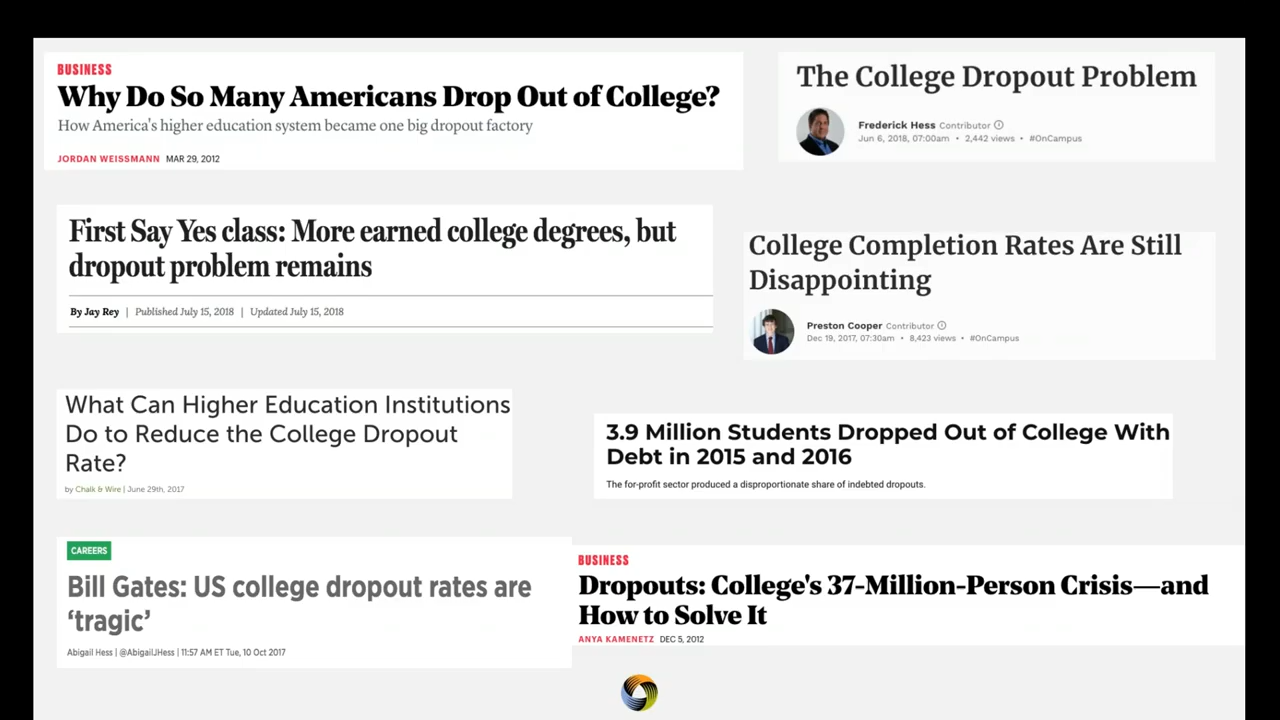 BUSINESS
Why Do So Many Americans Drop Out of College?
How America's higher education system became one big dropout factory
JORDAN WEISSMANN MAR 29, 2012
The College Dropout Problem
Frederick Hess Contributor
Jun 6, 2018, 07:00am • 2,442 views • #OnCampus
First Say Yes class: More earned college degrees, but
dropout problem remains
By Jay Rey | Published July 15, 2018 | Updated July 15, 2018
College Completion Rates Are Still
Disappointing
Preston Cooper Contributor
Dec 19, 2017, 07:30am • 8,423 views • #OnCampus
What Can Higher Education Institutions
Do to Reduce the College Dropout
Rate?
by Chalk & Wire | June 29th, 2017
3.9 Million Students Dropped Out of College With
Debt in 2015 and 2016
The for-profit sector produced a disproportionate share of indebted dropouts.
CAREERS
Bill Gates: US college dropout rates are
‘tragic’
Abigail Hess | @AbigailJHess | 11:57 AM ET Tue, 10 Oct 2017
BUSINESS
Dropouts: College's 37-Million-Person Crisis—and
How to Solve It
ANYA KAMENETZ DEC 5, 2012